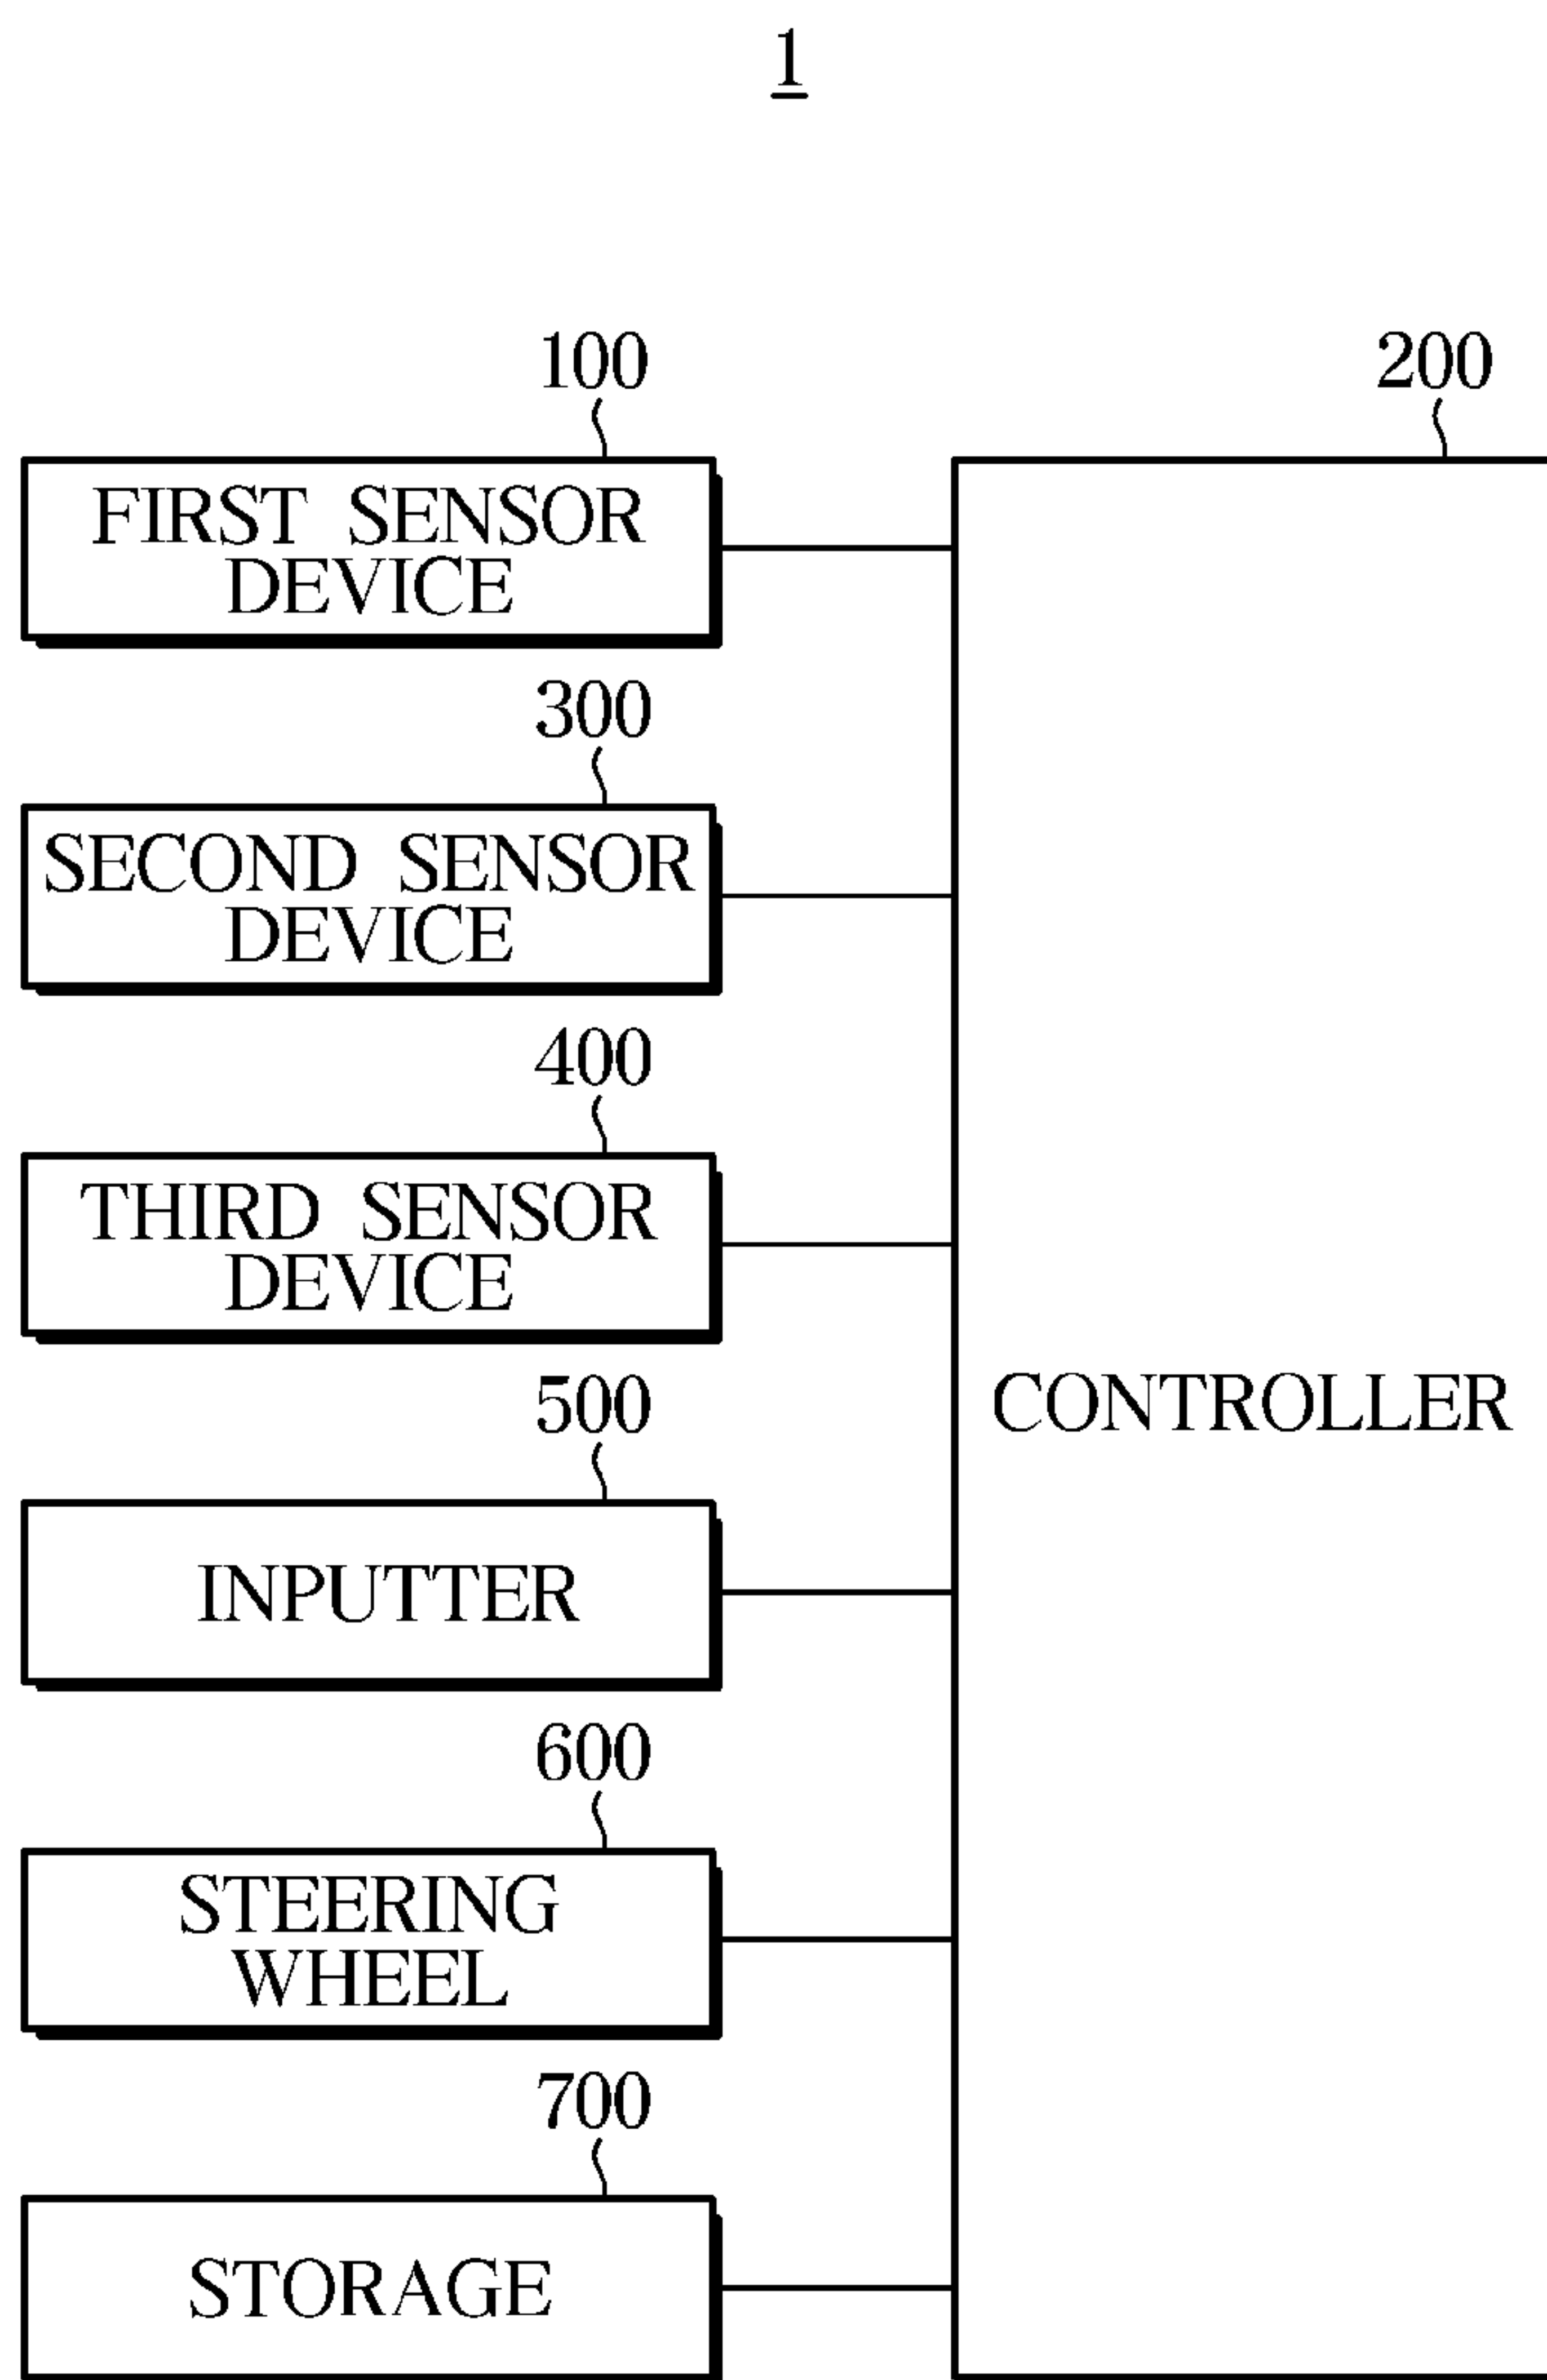 1
100
200
FIRST SENSOR
DEVICE
300
SECOND SENSOR
DEVICE
400
THIRD SENSOR
DEVICE
CONTROLLER
500
INPUTTER
600
STEERING
WHEEL
700
STORAGE